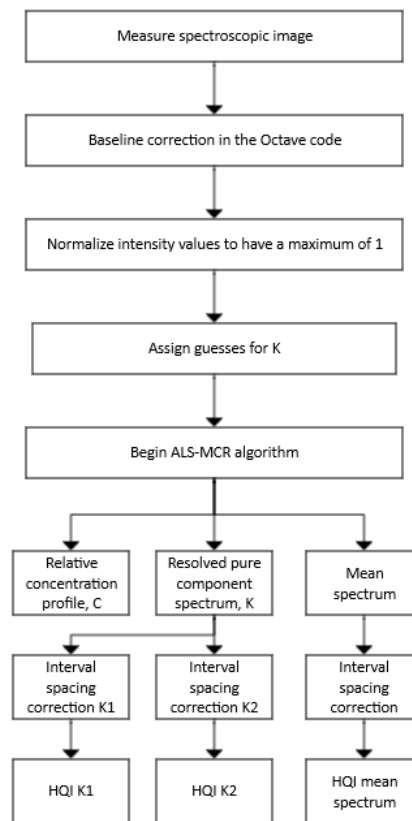 Measure spectroscopic image
Baseline correction in the Octave code
Normalize intensity values to have a maximum of 1
Assign guesses for K
Begin ALS-MCR algorithm
Relative
concentration
profile, C
Resolved pure
component
spectrum, K
Mean
spectrum
Interval
spacing
correction K1
Interval
spacing
correction K2
Interval
spacing
correction
HQI K1
HQI K2
HQI mean
spectrum